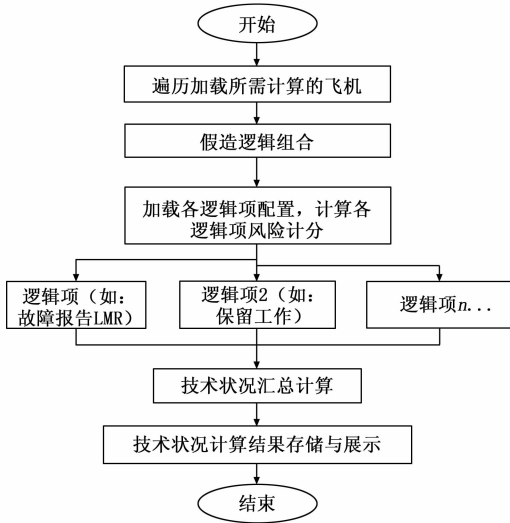 开始
遍历加载所需计算的飞机
假造逻辑组合
加载各逻辑项配置，计算各
逻辑项风险计分
逻辑项（如：
故障报告LMR）
逻辑项2（如：
保留工作）
逻辑项n...
技术状况汇总计算
技术状况计算结果存储与展示
结束